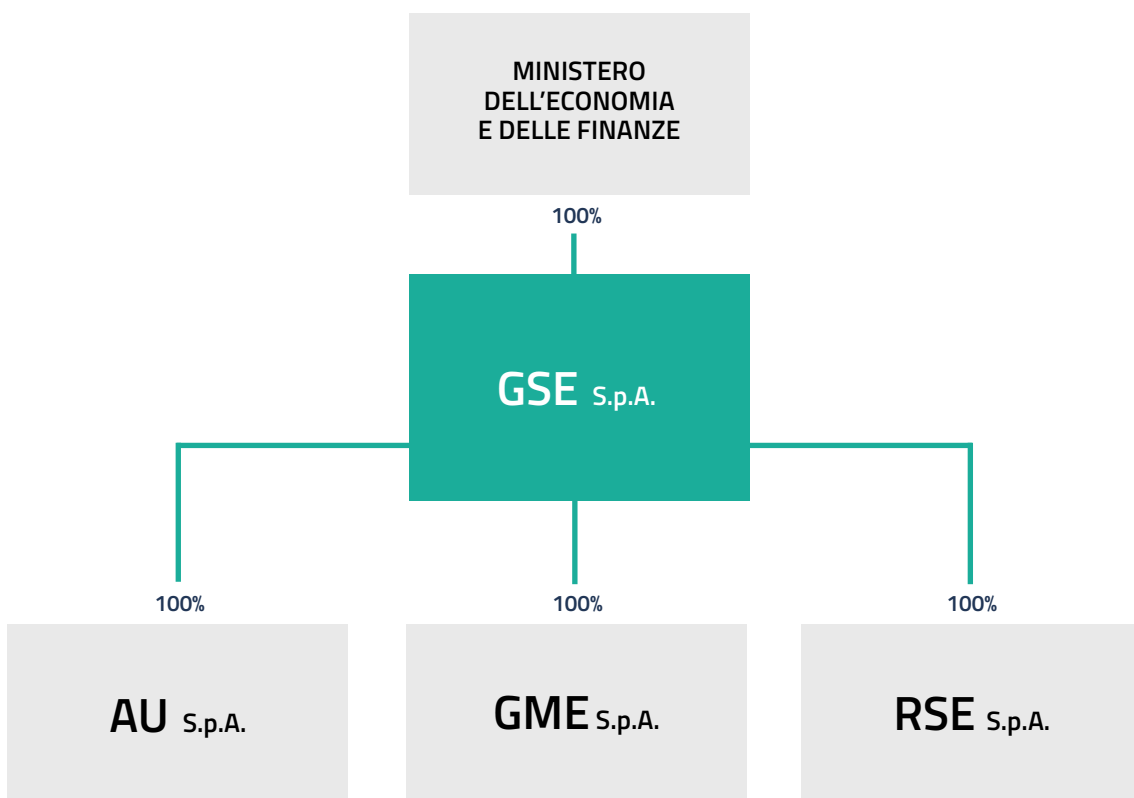 MINISTERO
DELL'ECONOMIA
E DELLE FINANZE
100%
GSE S.p.A.
100% 100% 100%
AU S.p.A. GME S.p.A. RSE S.p.A.